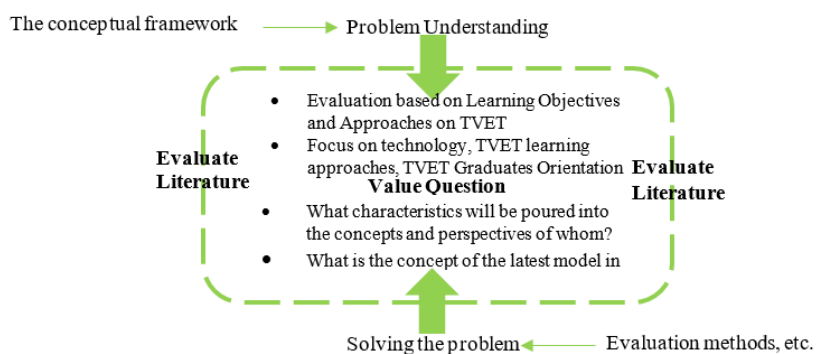 The conceptual framework
Problem Understanding
• Evaluation based on Learning Objectives
and Approaches on TVET
• Focus on technology, TVET learning
approaches, TVET Graduates Orientation
Evaluate
Literature
Evaluate
Literature
Value Question
• What characteristics will be poured into
the concepts and perspectives of whom?
• What is the concept of the latest model in
Solving the problem
Evaluation methods, etc.